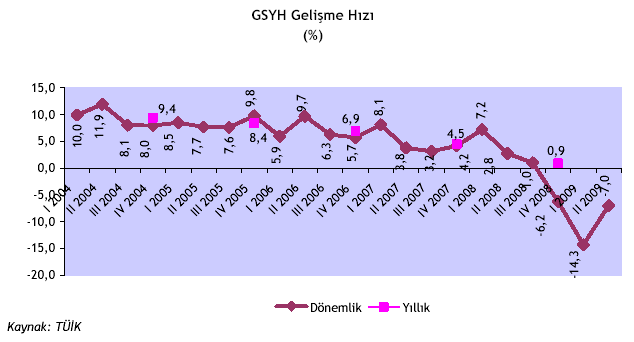 GSYH Gelişme Hızı
(%)
15,0
10,0
5,0
0,0
-5,0
-10,0
-15,0
-20,0
10,0
11,9
8,1
8,0
9,4
8,5
7,7
7,6
9,8
8,4
5,9
9,7
6,3
5,7
6,9
8,1
3,8
3,2
4,2
4,5
7,2
2,8
1,0
-6,2
0,9
-14,3
-7,0
I 2004
II 2004
III 2004
IV 2004
I 2005
II 2005
III 2005
IV 2005
I 2006
II 2006
III 2006
IV 2006
I 2007
II 2007
III 2007
IV 2007
I 2008
II 2008
III 2008
IV 2008
I 2009
II 2009
Dönemlik
Yıllık
Kaynak: TÜİK